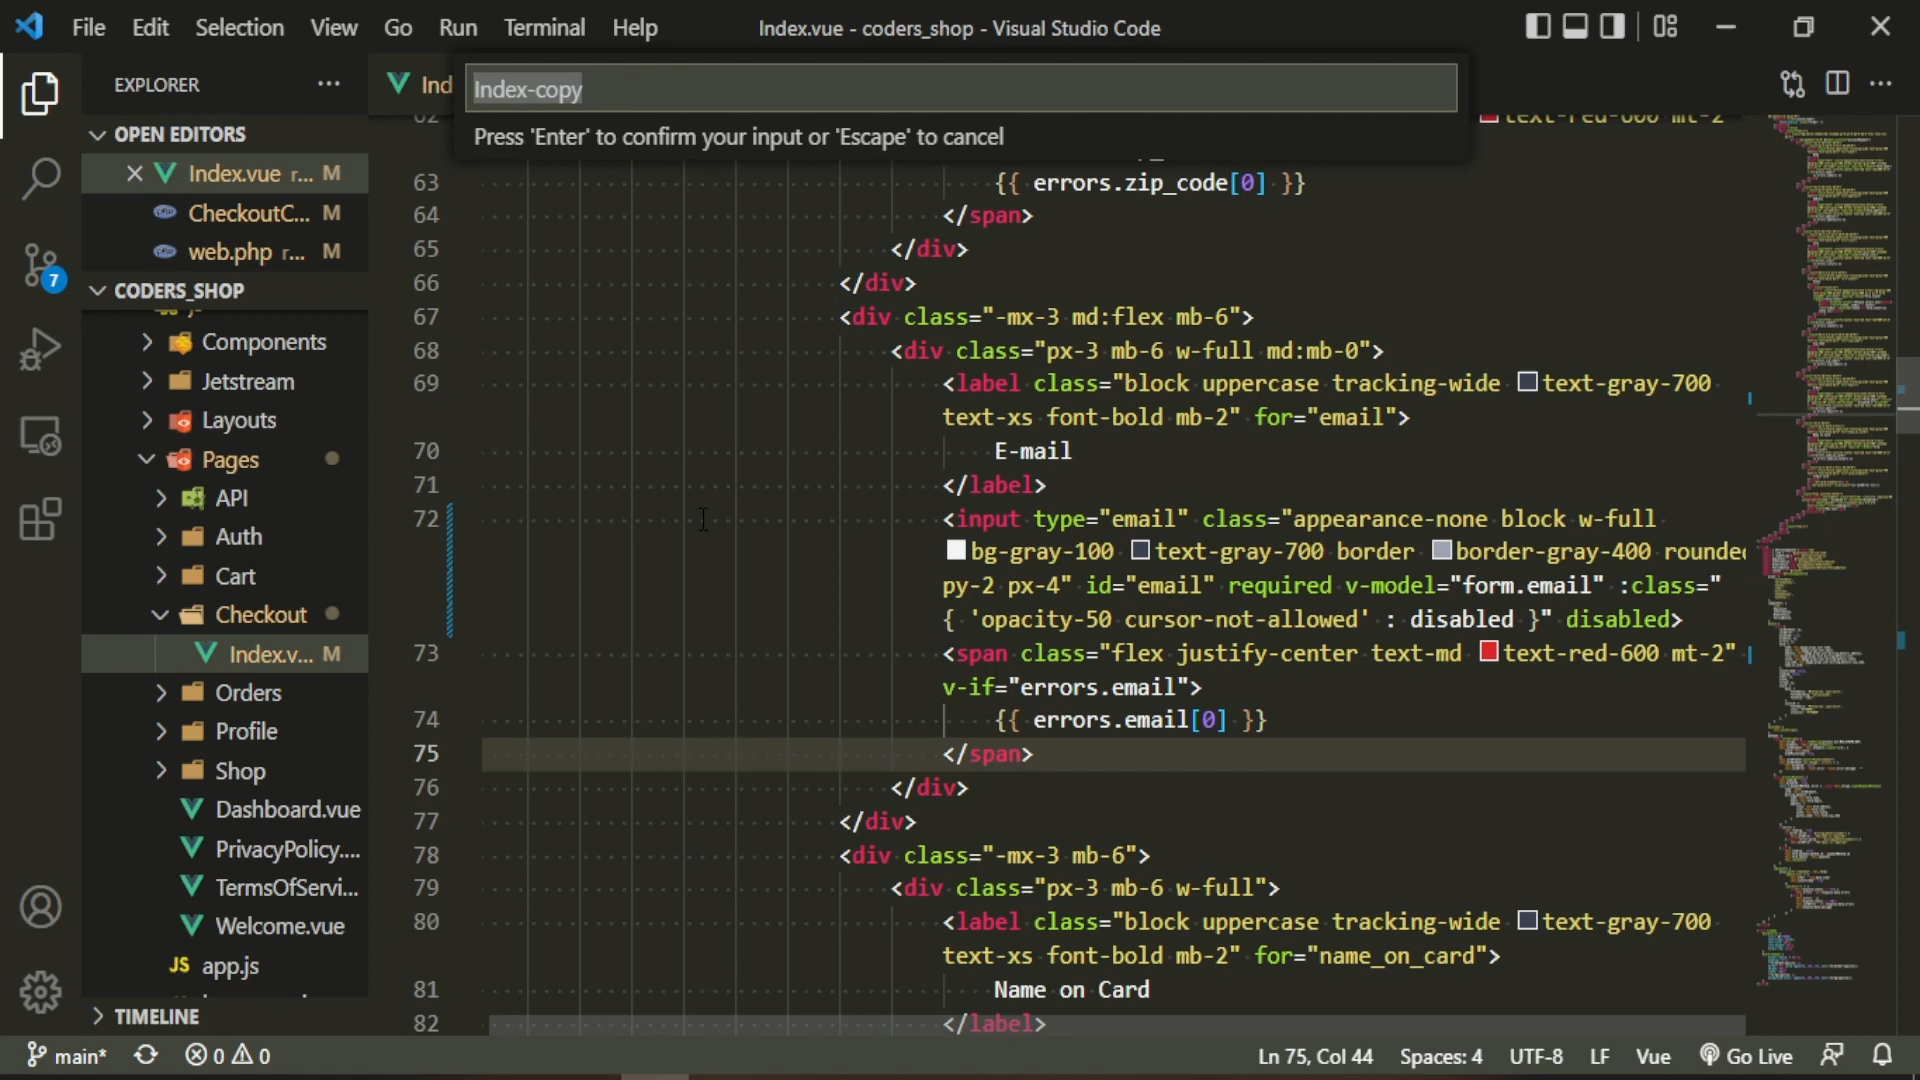 File Edit Selection View Go Run Terminal Help
Index.vue - coders_shop - Visual Studio Code
EXPLORER
OPEN EDITORS
Index.vue r... M
CheckoutC... M
web.php r... M
CODERS_SHOP
Components
Jetstream
Layouts
Pages
API
Auth
Cart
Checkout
Index.v... M
Orders
Profile
Shop
Dashboard.vue
PrivacyPolicy....
TermsOfServi...
Welcome.vue
JS app.js
TIMELINE
7
Ind
Index-copy
Press 'Enter' to confirm your input or 'Escape' to cancel
62 text-red-600 mt-2
63 {{ errors.zip_code[0] }}
64 </span>
65 </div>
66 </div>
67 <div class="-mx-3 md:flex mb-6">
68 <div class="px-3 mb-6 w-full md:mb-0">
69 <label class="block uppercase tracking-wide text-gray-700
text-xs font-bold mb-2" for="email">
70 E-mail
71 </label>
72 <input type="email" class="appearance-none block w-full
bg-gray-100 text-gray-700 border border-gray-400 rounded
py-2 px-4" id="email" required v-model="form.email" :class="
{ 'opacity-50 cursor-not-allowed' : disabled }" disabled>
73 <span class="flex justify-center text-md text-red-600 mt-2"
v-if="errors.email">
74 {{ errors.email[0] }}
75 </span>
76 </div>
77 </div>
78 <div class="-mx-3 mb-6">
79 <div class="px-3 mb-6 w-full">
80 <label class="block uppercase tracking-wide text-gray-700
text-xs font-bold mb-2" for="name_on_card">
81 Name on Card
82 </label>
main* 0 0
Ln 75, Col 44 Spaces: 4 UTF-8 LF Vue Go Live